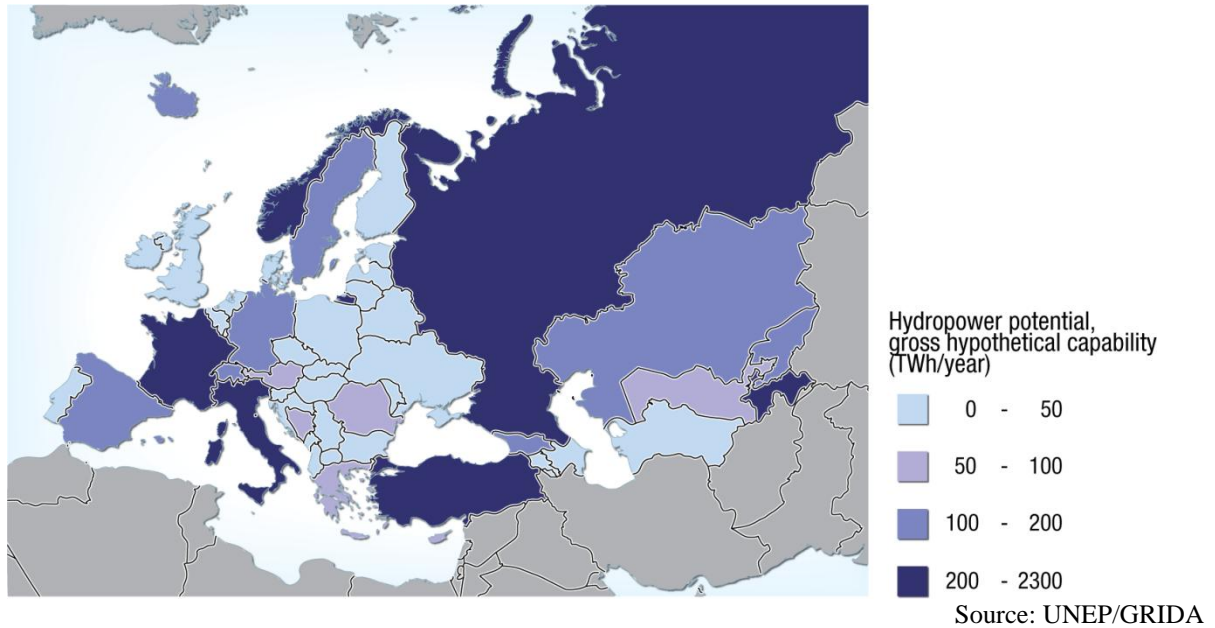 Hydropower potential,
gross hypothetical capability
(TWh/year)
0 - 50
50 - 100
100 - 200
200 - 2300
Source: UNEP/GRIDA